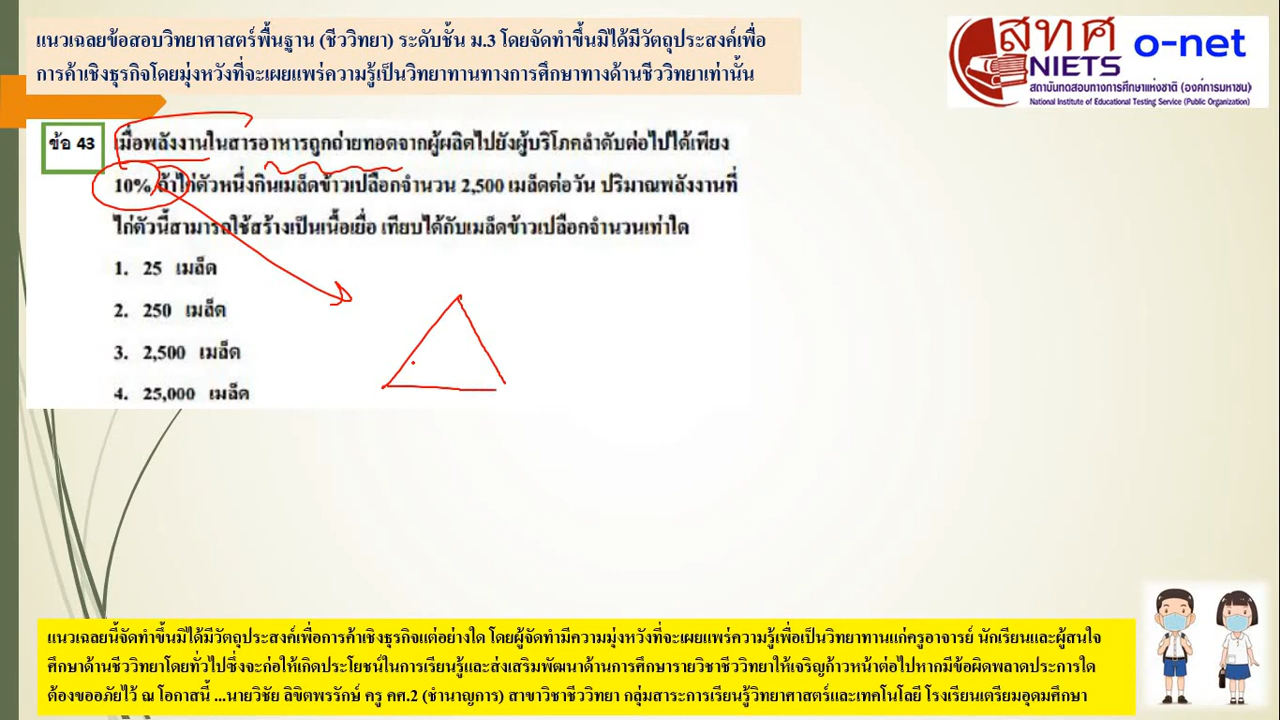 แนวเฉลยข้อสอบวิทยาศาสตร์พื้นฐาน (ชีววิทยา) ระดับชั้น ม.3 โดยจัดทำขึ้นมิได้มีวัตถุประสงค์เพื่อ
การค้าเชิงธุรกิจโดยมุ่งหวังที่จะเผยแพร่ความรู้เป็นวิทยาทานทางการศึกษาทางด้านชีววิทยาเท่านั้น
สทศ
NIETS
o-net
สถาบันทดสอบทางการศึกษาแห่งชาติ (องค์การมหาชน)
National Institute of Educational Testing Service (Public Organization)
ข้อ 43
เมื่อพลังงานในสารอาหารถูกถ่ายทอดจากผู้ผลิตไปยังผู้บริโภคลำดับต่อไปได้เพียง
10% ถ้าไก่ตัวหนึ่งกินเมล็ดข้าวเปลือกจำนวน 2,500 เมล็ดต่อวัน ปริมาณพลังงานที่
ไก่ตัวนี้สามารถใช้สร้างเป็นเนื้อเยื่อ เทียบได้กับเมล็ดข้าวเปลือกจำนวนเท่าใด
1. 25 เมล็ด
2. 250 เมล็ด
3. 2,500 เมล็ด
4. 25,000 เมล็ด
แนวเฉลยนี้จัดทำขึ้นมิได้มีวัตถุประสงค์เพื่อการค้าเชิงธุรกิจแต่อย่างใด โดยผู้จัดทำมีความมุ่งหวังที่จะเผยแพร่ความรู้เพื่อเป็นวิทยาทานแก่ครูอาจารย์ นักเรียนและผู้สนใจ
ศึกษาด้านชีววิทยาโดยทั่วไปซึ่งจะก่อให้เกิดประโยชน์ในการเรียนรู้และส่งเสริมพัฒนาด้านการศึกษารายวิชาชีววิทยาให้เจริญก้าวหน้าต่อไปหากมีข้อผิดพลาดประการใด
ต้องขออภัยไว้ ณ โอกาสนี้ ...นายวิชัย ลิขิตพรรักษ์ ครู คศ.2 (ชำนาญการ) สาขาวิชาชีววิทยา กลุ่มสาระการเรียนรู้วิทยาศาสตร์และเทคโนโลยี โรงเรียนเตรียมอุดมศึกษา